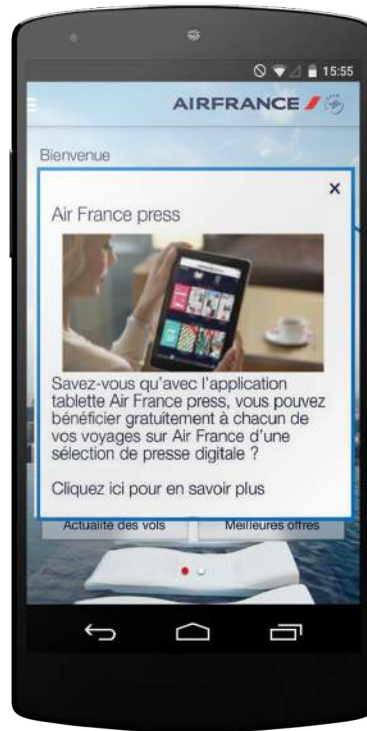 15:55
AIRFRANCE
Bienvenue
x
Air France press
Savez-vous qu'avec l'application
tablette Air France press, vous pouvez
bénéficier gratuitement à chacun de
vos voyages sur Air France d'une
sélection de presse digitale ?
Cliquez ici pour en savoir plus
Actualité des vols
Meilleures offres